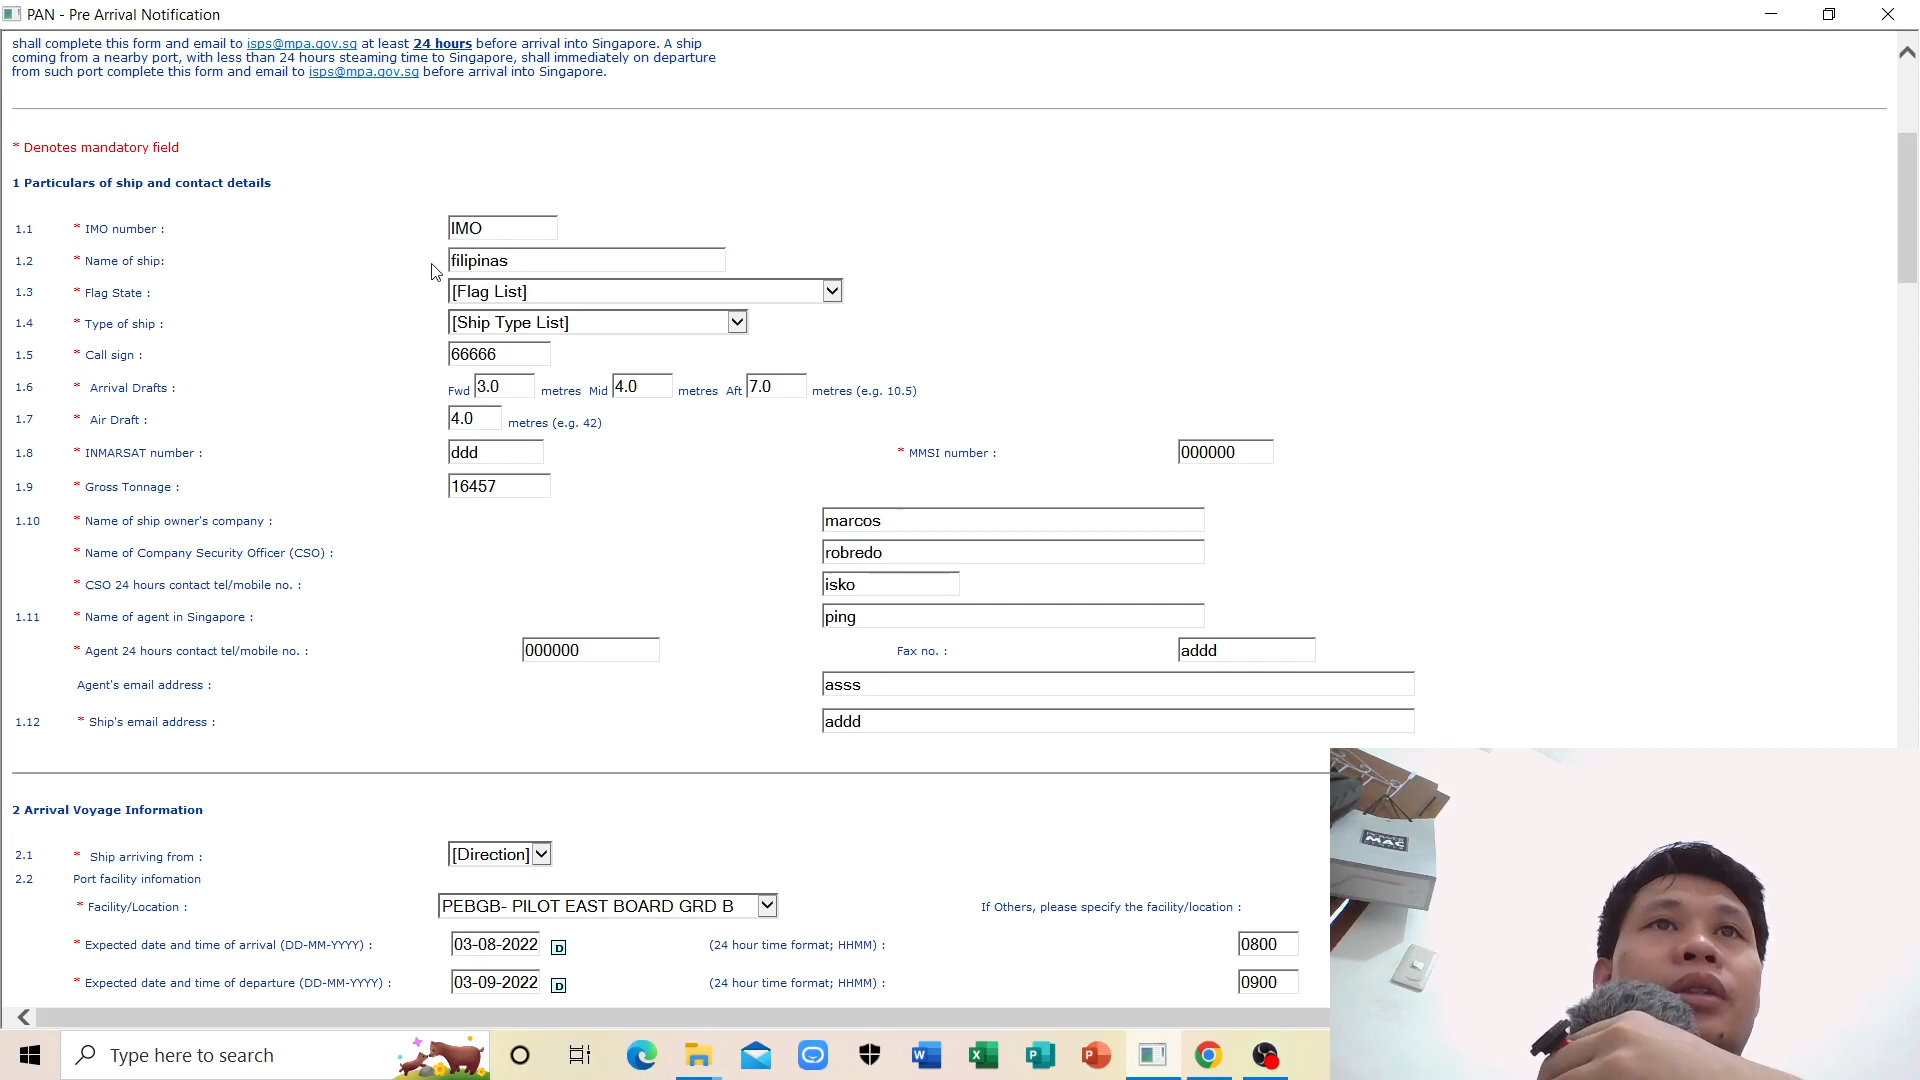 PAN - Pre Arrival Notification
shall complete this form and email to isps@mpa.gov.sg at least 24 hours before arrival into Singapore. A ship
coming from a nearby port, with less than 24 hours steaming time to Singapore, shall immediately on departure
from such port complete this form and email to isps@mpa.gov.sg before arrival into Singapore.
* Denotes mandatory field
1 Particulars of ship and contact details
1.1 * IMO number : IMO
1.2 * Name of ship: filipinas
1.3 * Flag State : [Flag List]
1.4 * Type of ship : [Ship Type List]
1.5 * Call sign : 66666
1.6 * Arrival Drafts : Fwd 3.0 metres Mid 4.0 metres Aft 7.0 metres (e.g. 10.5)
1.7 * Air Draft : 4.0 metres (e.g. 42)
1.8 * INMARSAT number : ddd * MMSI number : 000000
1.9 * Gross Tonnage : 16457
1.10 * Name of ship owner's company : marcos
* Name of Company Security Officer (CSO) : robredo
* CSO 24 hours contact tel/mobile no. : isko
1.11 * Name of agent in Singapore : ping
* Agent 24 hours contact tel/mobile no. : 000000 Fax no. : addd
Agent's email address : asss
1.12 * Ship's email address : addd
2 Arrival Voyage Information
2.1 * Ship arriving from : [Direction]
2.2 Port facility infomation
* Facility/Location : PEBGB- PILOT EAST BOARD GRD B If Others, please specify the facility/location :
* Expected date and time of arrival (DD-MM-YYYY) : 03-08-2022 D (24 hour time format; HHMM) : 0800
* Expected date and time of departure (DD-MM-YYYY) : 03-09-2022 D (24 hour time format; HHMM) : 0900
MAC
Type here to search